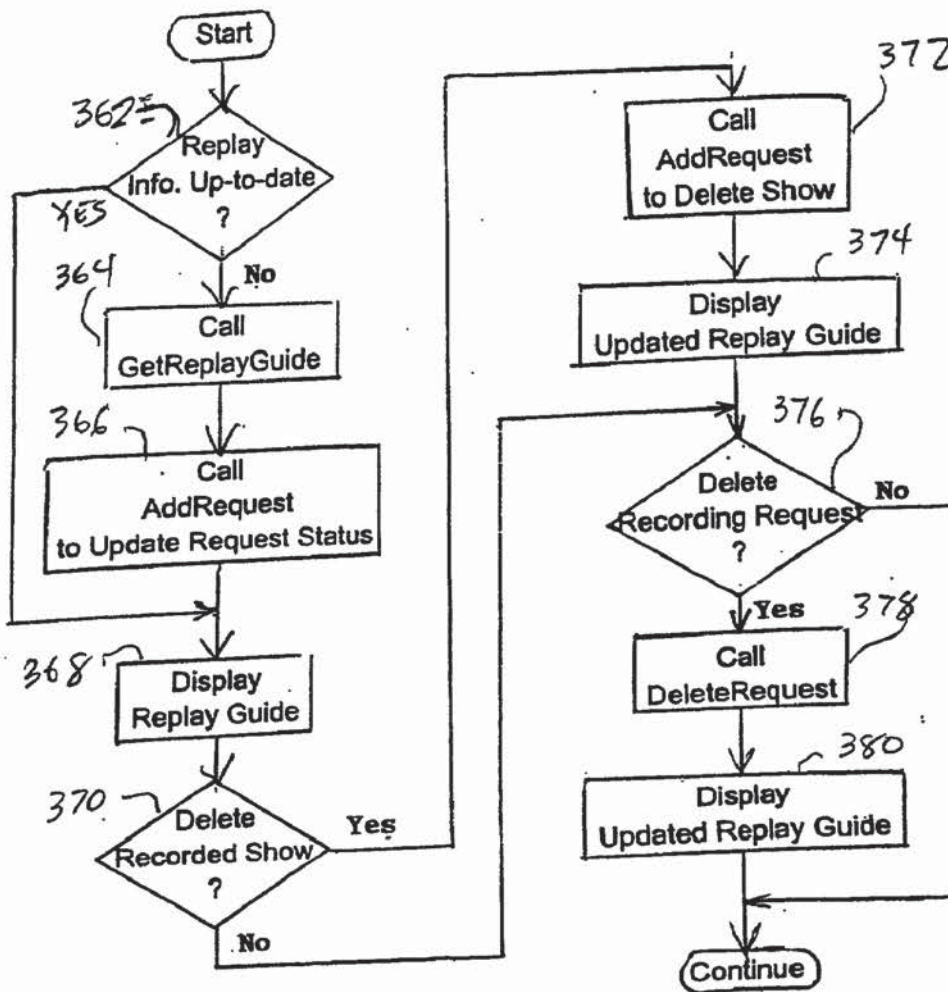 Start
362
Replay
Info. Up-to-date
?
YES
No
364
Call
GetReplayGuide
366
Call
AddRequest
to Update Request Status
368
Display
Replay Guide
370
Delete
Recorded Show
?
Yes
No
372
Call
AddRequest
to Delete Show
374
Display
Updated Replay Guide
376
Delete
Recording Request
?
No
Yes
378
Call
DeleteRequest
380
Display
Updated Replay Guide
Continue